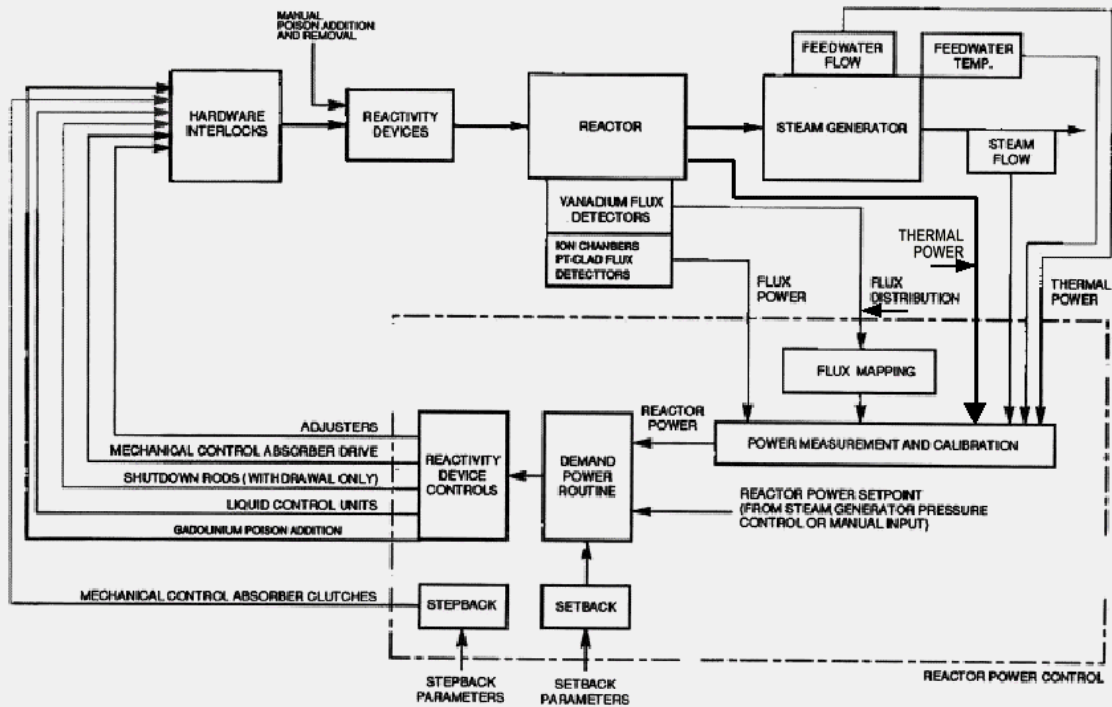 MANUAL
POISON ADDITION
AND REMOVAL
FEEDWATER
FLOW
FEEDWATER
TEMP.
HARDWARE
INTERLOCKS
REACTIVITY
DEVICES
REACTOR
STEAM GENERATOR
STEAM
FLOW
VANADIUM FLUX
DETECTORS
ION CHANBERS
PT-CLAD FLUX
DETECTTORS
THERMAL
POWER
FLUX
POWER
FLUX
DISTRIBUTION
THERMAL
POWER
FLUX MAPPING
ADJUSTERS
MECHANICAL CONTROL ABSORBER DRIVE
SHUTDOWN RODS (WITHDRAWAL ONLY)
LIQUID CONTROL UNITS
GADOLINIUM POISON ADDITION
REACTIVITY
DEVICE
CONTROLS
DEMAND
POWER
ROUTINE
REACTOR
POWER
POWER MEASUREMENT AND CALIBRATION
REACTOR POWER SETPOINT
(FROM STEAM GENERATOR PRESSURE
CONTROL OR MANUAL INPUT)
MECHANICAL CONTROL ABSORBER CLUTCHES
STEPBACK
SETBACK
STEPBACK
PARAMETERS
SETBACK
PARAMETERS
REACTOR POWER CONTROL